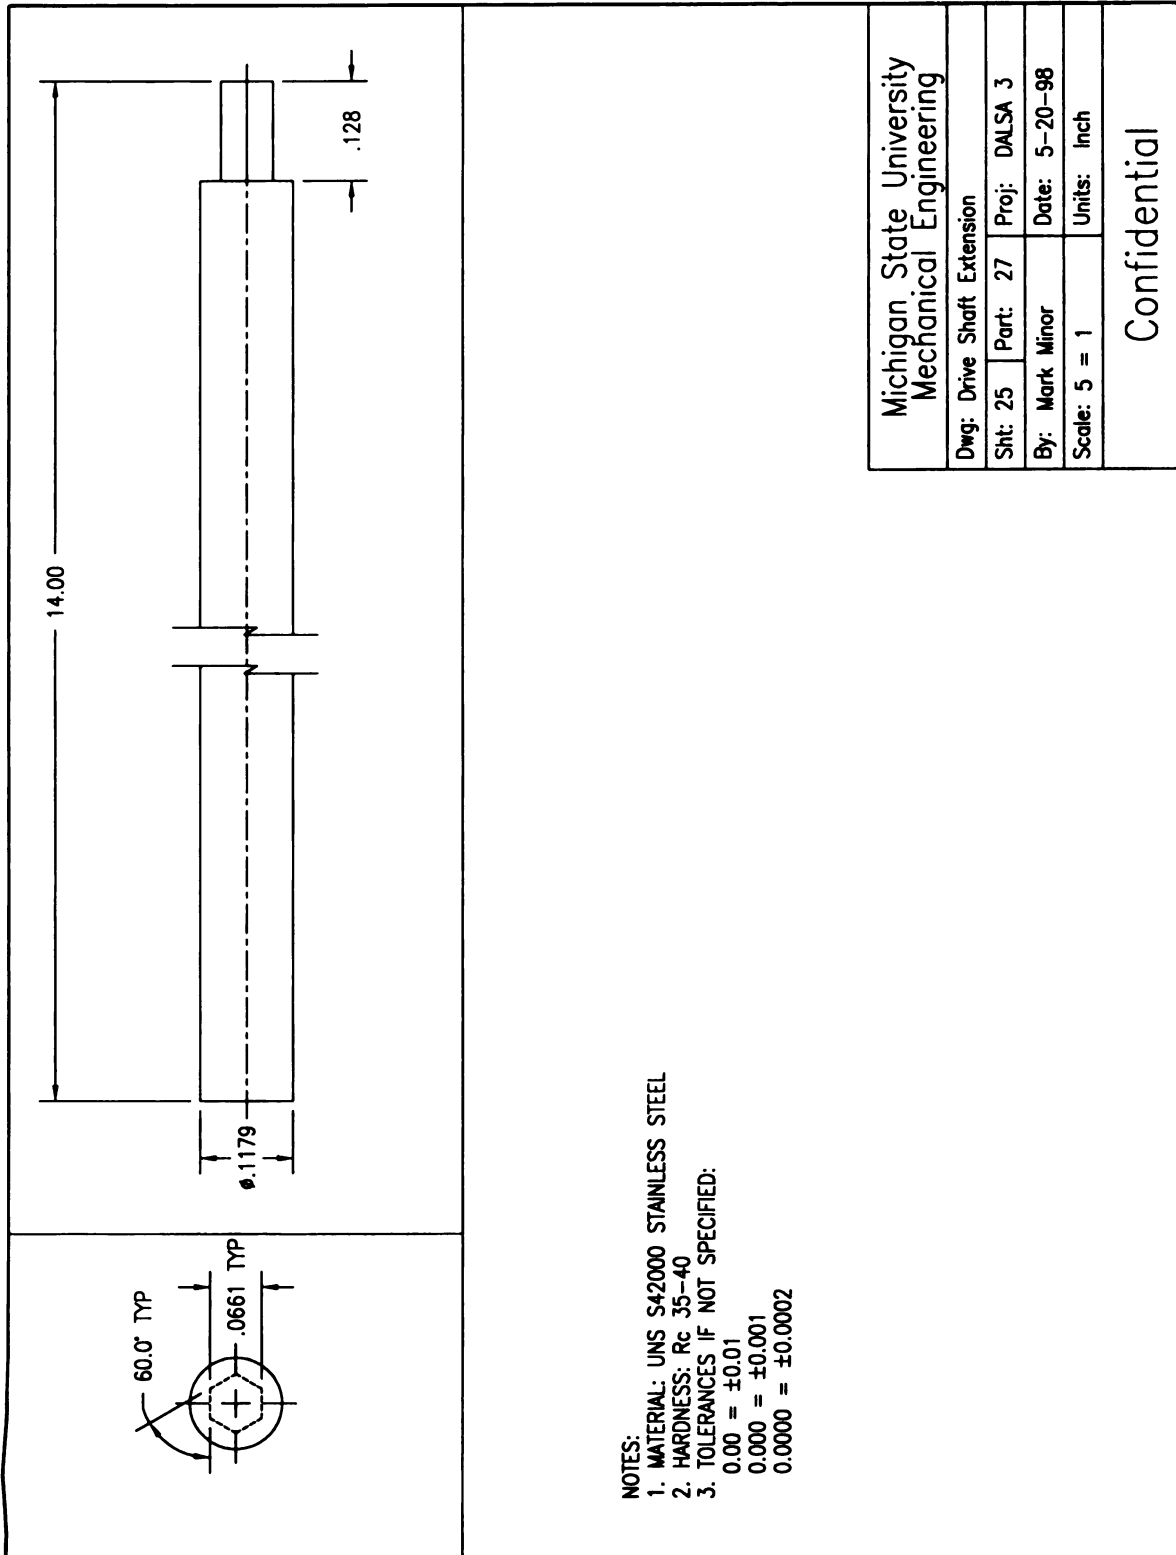 14.00
.128
ø.1179
60.0° TYP
.0661 TYP
NOTES:
1. MATERIAL: UNS S42000 STAINLESS STEEL
2. HARDNESS: Rc 35-40
3. TOLERANCES IF NOT SPECIFIED:
0.00 = ±0.01
0.000 = ±0.001
0.0000 = ±0.0002
Michigan State University
Mechanical Engineering
Dwg: Drive Shaft Extension
Sht: 25 Part: 27 Proj: DALSA 3
By: Mark Minor Date: 5-20-98
Scale: 5 = 1 Units: Inch
Confidential